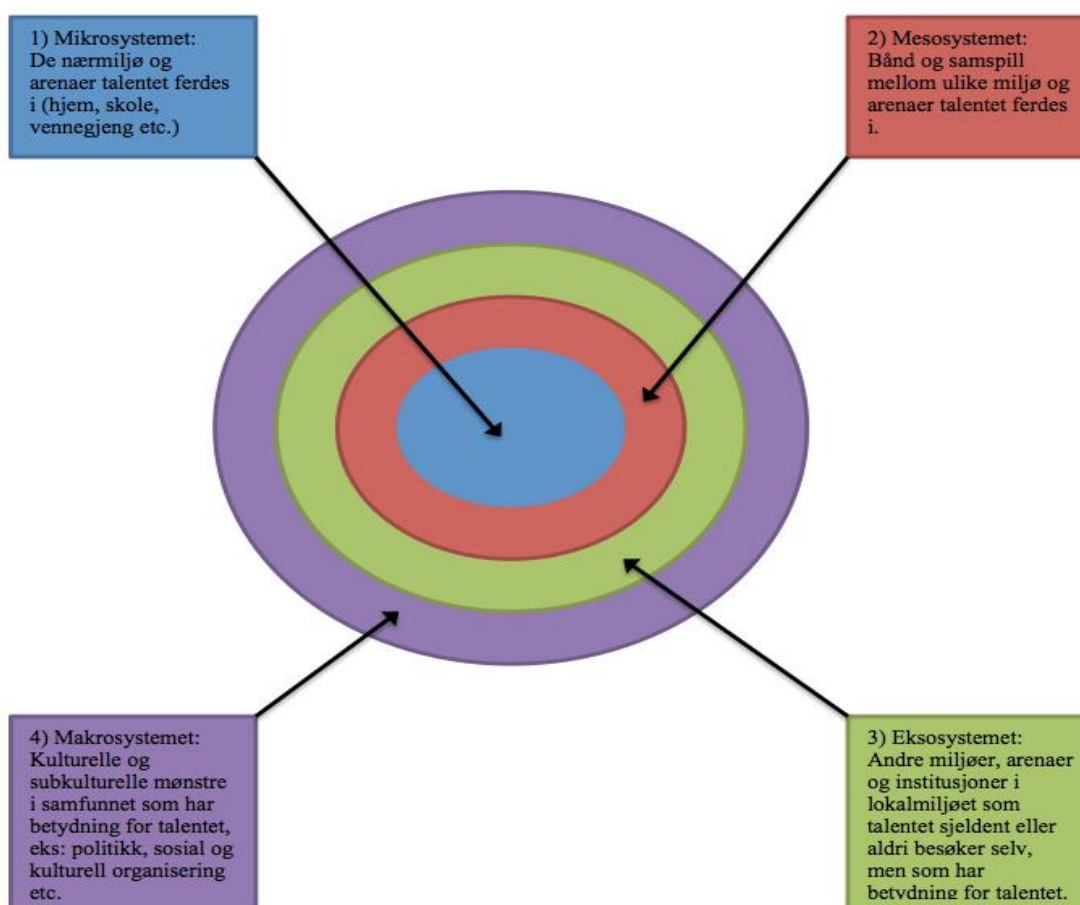 1) Mikrosystemet:
De nærmiljø og
arenaer talentet ferdes
i (hjem, skole,
vennegjeng etc.)
2) Mesosystemet:
Bånd og samspill
mellom ulike miljø og
arenaer talentet ferdes
i.
4) Makrosystemet:
Kulturelle og
subkulturelle mønstre
i samfunnet som har
betydning for talentet,
eks: politikk, sosial og
kulturell organisering
etc.
3) Eksosystemet:
Andre miljøer, arenaer
og institusjoner i
lokalmiljøet som
talentet sjeldent eller
aldri besøker selv,
men som har
betydning for talentet.